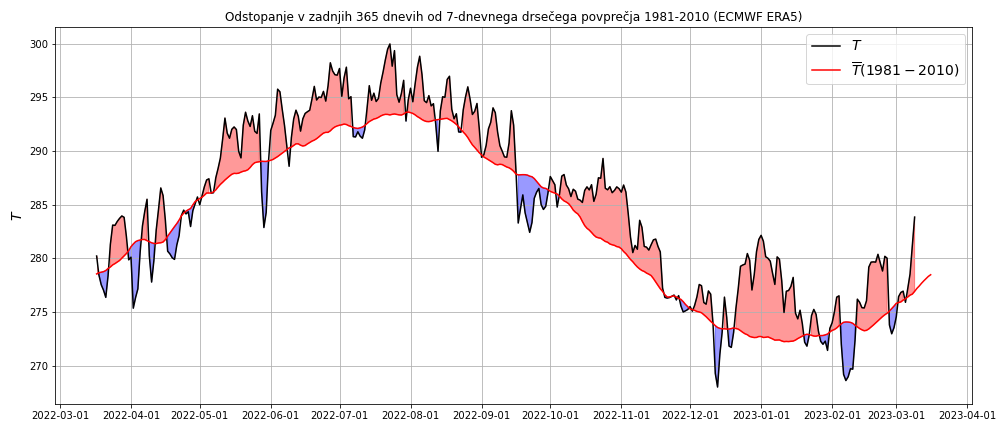 Odstopanje v zadnjih 365 dnevih od 7-dnevnega drsečega povprečja 1981-2010 (ECMWF ERA5)
T
T̅(1981 − 2010)
T
300
295
290
285
280
275
270
2022-03-01 2022-04-01 2022-05-01 2022-06-01 2022-07-01 2022-08-01 2022-09-01 2022-10-01 2022-11-01 2022-12-01 2023-01-01 2023-02-01 2023-03-01 2023-04-01